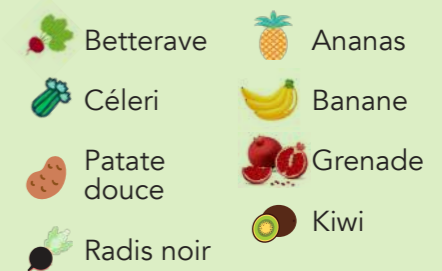 Betterave
Céleri
Patate
douce
Radis noir
Ananas
Banane
Grenade
Kiwi